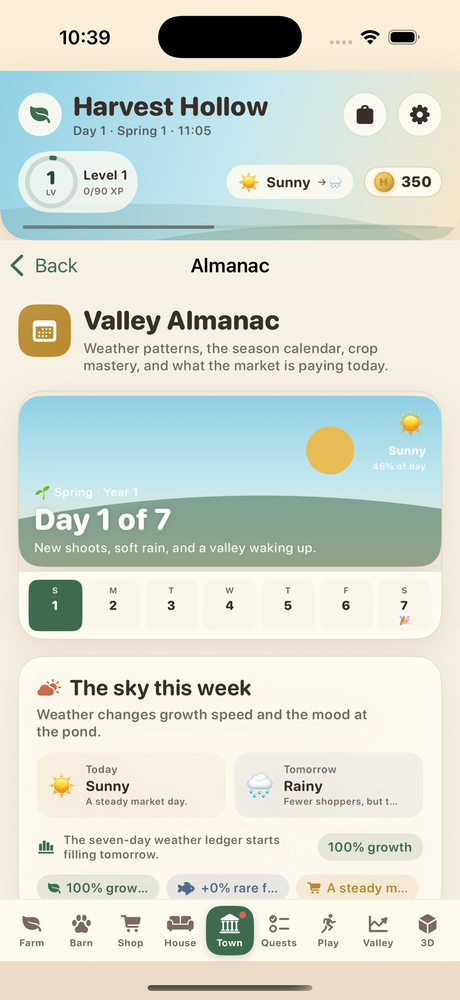 10:39
Harvest Hollow
Day 1 · Spring 1 · 11:05
1
LV
Level 1
0/90 XP
Sunny →
H 350
Back
Almanac
Valley Almanac
Weather patterns, the season calendar, crop
mastery, and what the market is paying today.
Sunny
46% of day
Spring · Year 1
Day 1 of 7
New shoots, soft rain, and a valley waking up.
S M T W T F S
1 2 3 4 5 6 7
The sky this week
Weather changes growth speed and the mood at
the pond.
Today
Sunny
A steady market day.
Tomorrow
Rainy
Fewer shoppers, but t...
The seven-day weather ledger starts
filling tomorrow.
100% growth
100% grow...
+0% rare f...
A steady m...
Farm Barn Shop House Town Quests Play Valley 3D